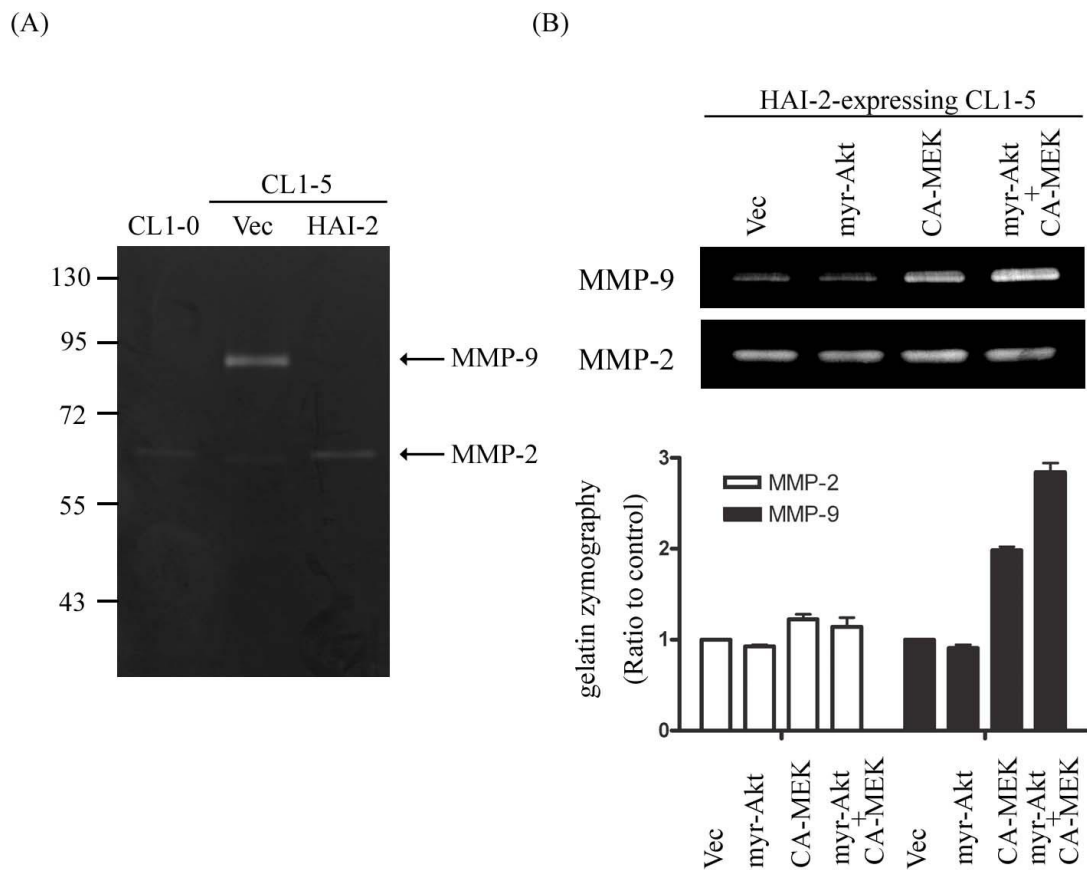 (A)
(B)
CL1-5
CL1-0 Vec HAI-2
130
95
72
55
43
MMP-9
MMP-2
HAI-2-expressing CL1-5
Vec
myr-Akt
CA-MEK
myr-Akt
+
CA-MEK
MMP-9
MMP-2
gelatin zymography
(Ratio to control)
3
2
1
0
MMP-2
MMP-9
Vec
myr-Akt
CA-MEK
myr-Akt
+
CA-MEK
Vec
myr-Akt
CA-MEK
myr-Akt
+
CA-MEK